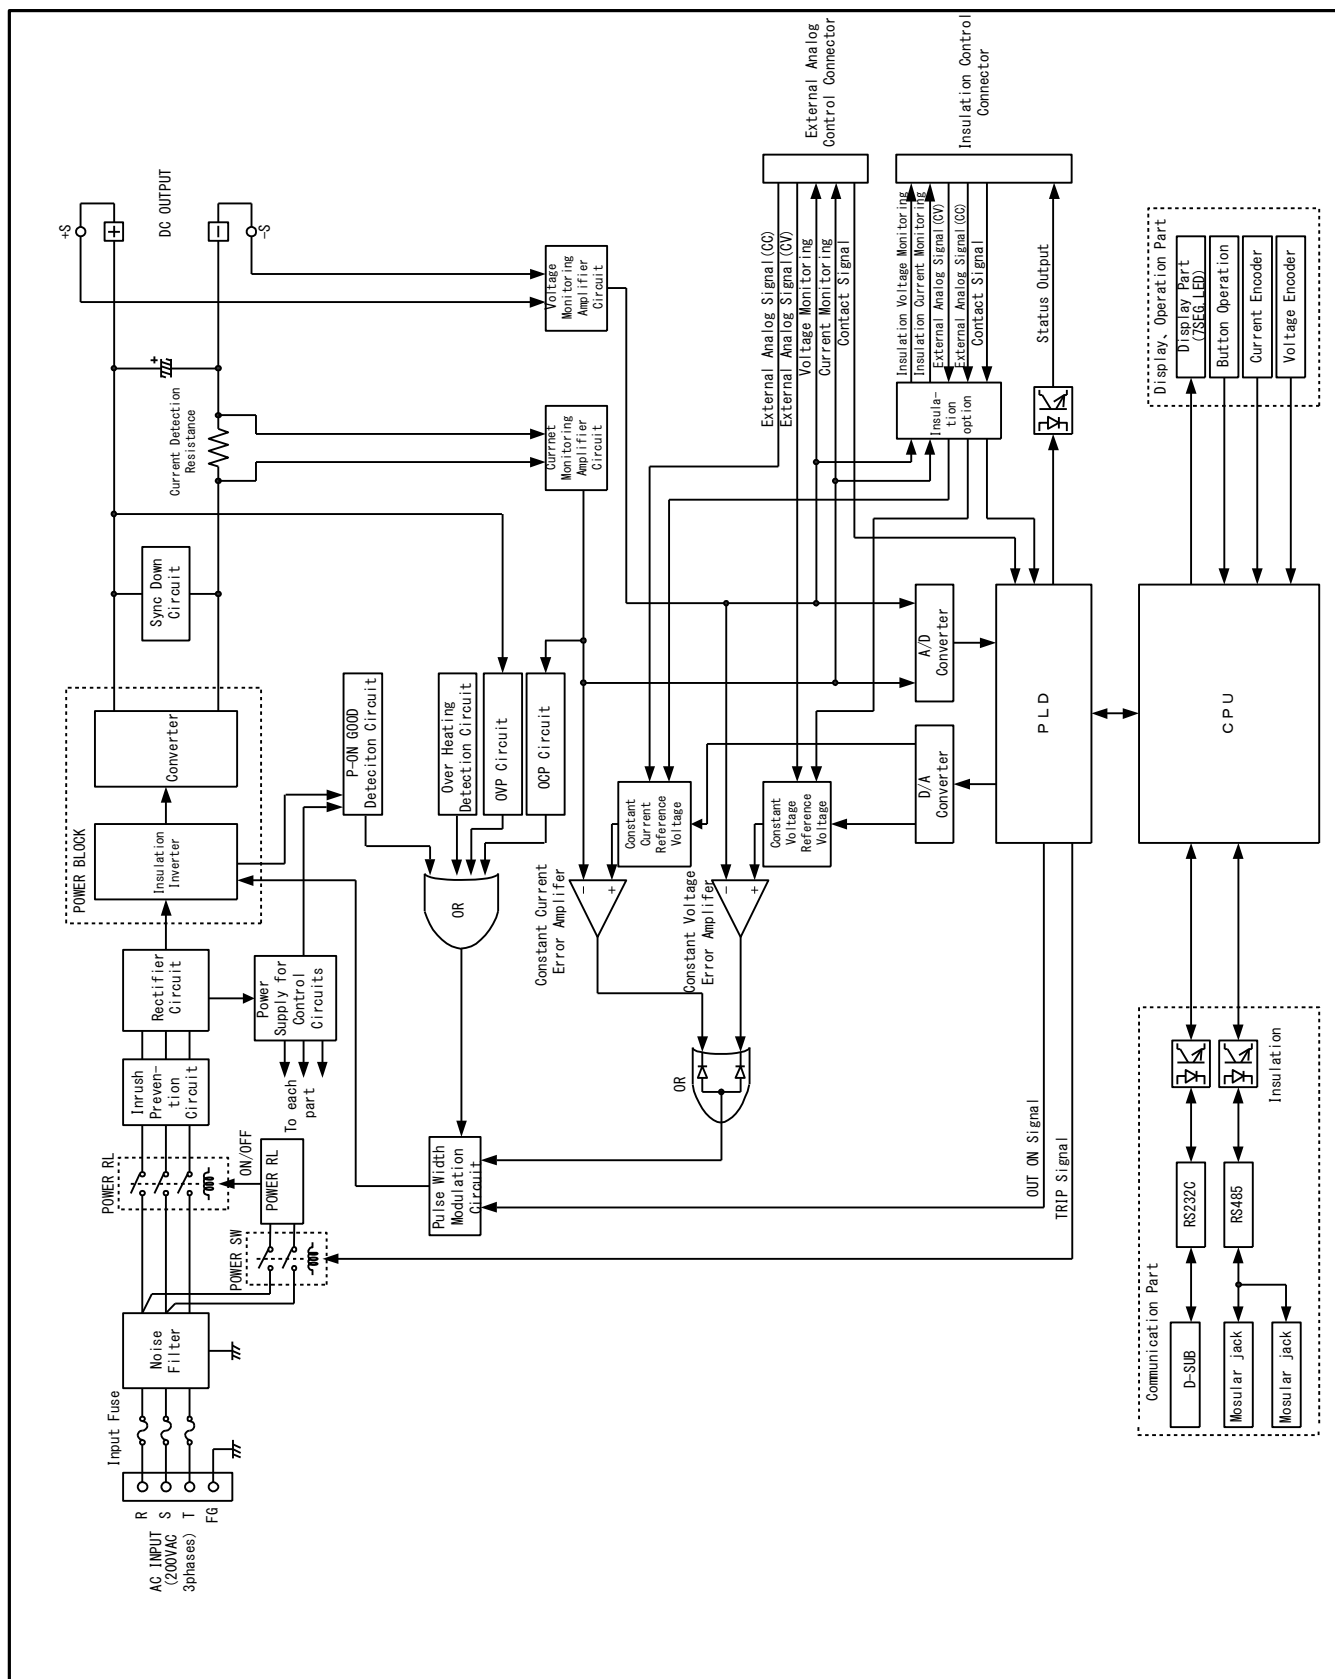 AC INPUT
(200VAC
3phases)
R
S
T
FG
Input Fuse
Noise
Filter
POWER RL
POWER SW
ON/OFF
POWER RL
Inrush
Preven-
tion
Circuit
Rectifier
Circuit
Power
Supply for
Control
Circuits
To each
part
POWER BLOCK
Insulation
Inverter
Converter
Sync Down
Circuit
Current Detection
Resistance
+
+S
+
DC OUTPUT
-
-S
P-ON GOOD
Deteciton Circuit
Over Heating
Detection Circuit
OVP Circuit
OCP Circuit
OR
Pulse Width
Modulation
Circuit
Voltage
Monitoring
Amplifier
Circuit
Currnet
Monitoring
Amplifier
Circuit
Constant Current
Error Amplifer
-
+
Constant Voltage
Error Amplifer
-
+
OR
Constant
Current
Reference
Voltage
Constant
Voltage
Reference
Voltage
External Analog
Control Connector
External Analog Signal(CC)
External Analog Signal(CV)
Voltage Monitoring
Current Monitoring
Contact Signal
Insulation Control
Connector
Insulation Voltage Monitoring
Insulation Current Monitoring
External Analog Signal(CV)
External Analog Signal(CC)
Contact Signal
Status Output
Insula-
tion
option
A/D
Converter
D/A
Converter
PLD
OUT ON Signal
TRIP Signal
CPU
Display、Operation Part
Display Part
(7SEG,LED)
Button Operation
Current Encoder
Voltage Encoder
Communication Part
Insulation
RS232C
RS485
D-SUB
Mosular jack
Mosular jack